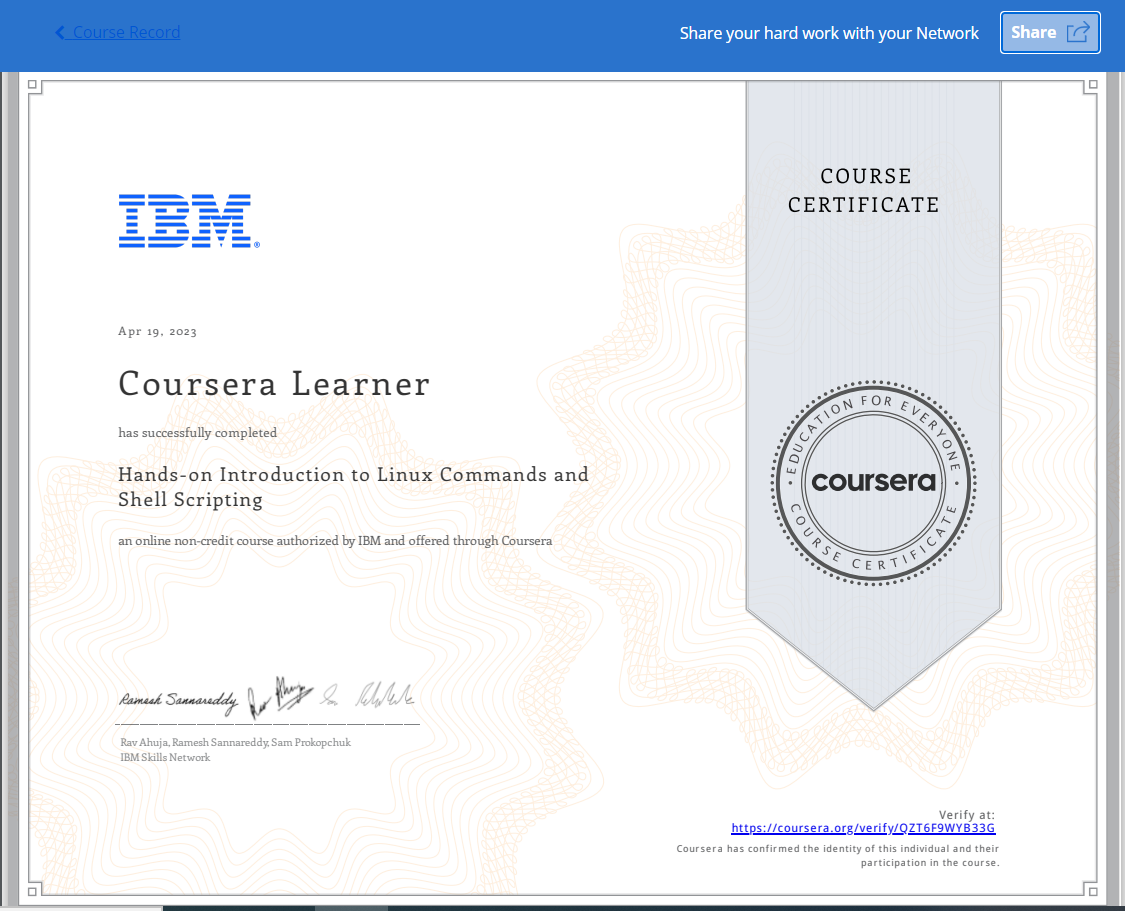 Course Record
Share your hard work with your Network
Share
COURSE
CERTIFICATE
IBM®
Apr 19, 2023
Coursera Learner
has successfully completed
Hands-on Introduction to Linux Commands and
Shell Scripting
an online non-credit course authorized by IBM and offered through Coursera
EDUCATION FOR EVERYONE
coursera
COURSE CERTIFICATE
Ramesh Sannareddy
Rav Ahuja, Ramesh Sannareddy, Sam Prokopchuk
IBM Skills Network
Verify at:
https://coursera.org/verify/QZT6F9WYB33G
Coursera has confirmed the identity of this individual and their
participation in the course.